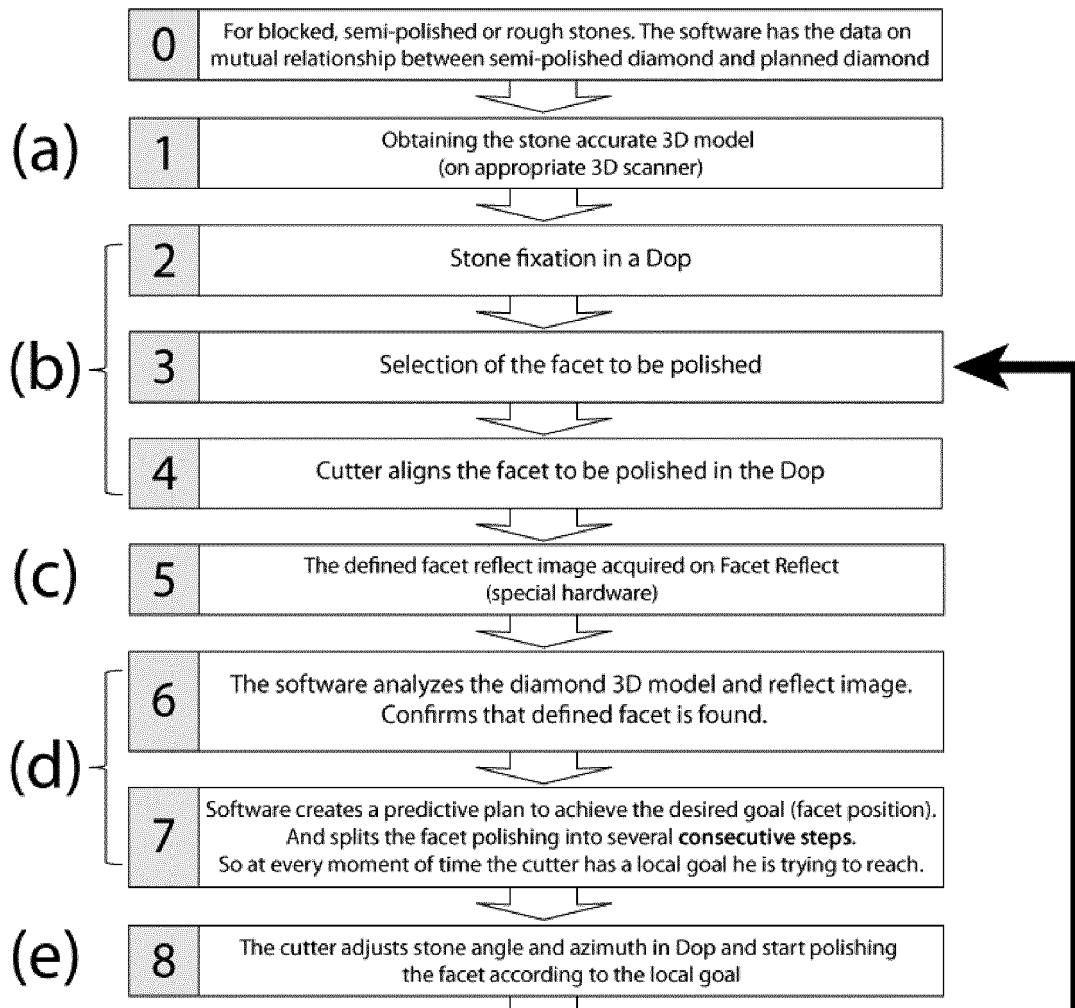 0
For blocked, semi-polished or rough stones. The software has the data on
mutual relationship between semi-polished diamond and planned diamond
(a)
1
Obtaining the stone accurate 3D model
(on appropriate 3D scanner)
2
Stone fixation in a Dop
(b)
3
Selection of the facet to be polished
4
Cutter aligns the facet to be polished in the Dop
(c)
5
The defined facet reflect image acquired on Facet Reflect
(special hardware)
6
The software analyzes the diamond 3D model and reflect image.
Confirms that defined facet is found.
(d)
7
Software creates a predictive plan to achieve the desired goal (facet position).
And splits the facet polishing into several consecutive steps.
So at every moment of time the cutter has a local goal he is trying to reach.
(e)
8
The cutter adjusts stone angle and azimuth in Dop and start polishing
the facet according to the local goal